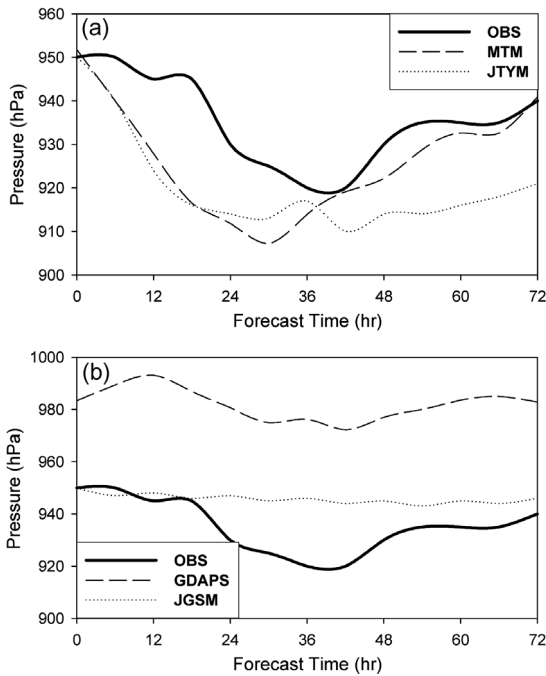 (a)
OBS
MTM
JTYM
960
950
940
930
920
910
900
Pressure (hPa)
0 12 24 36 48 60 72
Forecast Time (hr)
(b)
1000
980
960
940
920
900
Pressure (hPa)
OBS
GDAPS
JGSM
0 12 24 36 48 60 72
Forecast Time (hr)